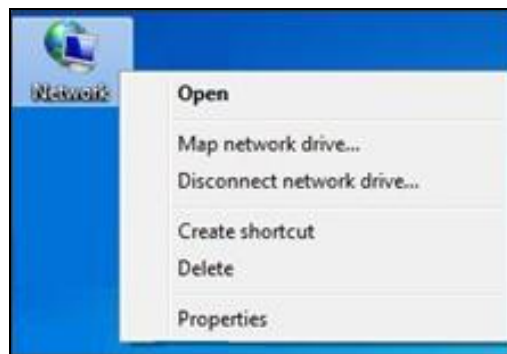 Network
Open
Map network drive...
Disconnect network drive...
Create shortcut
Delete
Properties